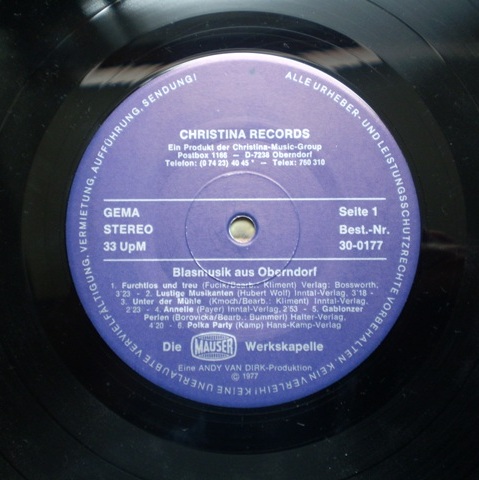 ALLE URHEBER- UND LEISTUNGSSCHUTZRECHTE VORBEHALTEN! KEIN VERLEIH! KEINE UNERLAUBTE VERVIELFÄLTIGUNG, VERMIETUNG, AUFFÜHRUNG, SENDUNG!
CHRISTINA RECORDS
Ein Produkt der Christina-Music-Group
Postbox 1166 – D-7238 Oberndorf
Telefon: (0 74 23) 40 45 * - Telex: 760 310
GEMA
STEREO
33 UpM
Seite 1
Best.-Nr.
30-0177
Blasmusik aus Oberndorf
1. Furchtlos und treu (Fucik/Bearb.: Kliment) Verlag: Bosworth,
3'23 - 2. Lustige Musikanten (Hubert Wolf) Inntal-Verlag, 3'18 -
3. Unter der Mühle (Kmoch/Bearb.: Kliment) Inntal-Verlag,
2'23 - 4. Annelie (Payer) Inntal-Verlag, 2'53 - 5. Gablonzer
Perlen (Borovicka/Bearb.: Bummerl) Halter-Verlag,
4'20 - 6. Polka Party (Kamp) Hans-Kamp-Verlag
Die MAUSER Werkskapelle
Eine ANDY VAN DIRK-Produktion
© 1977